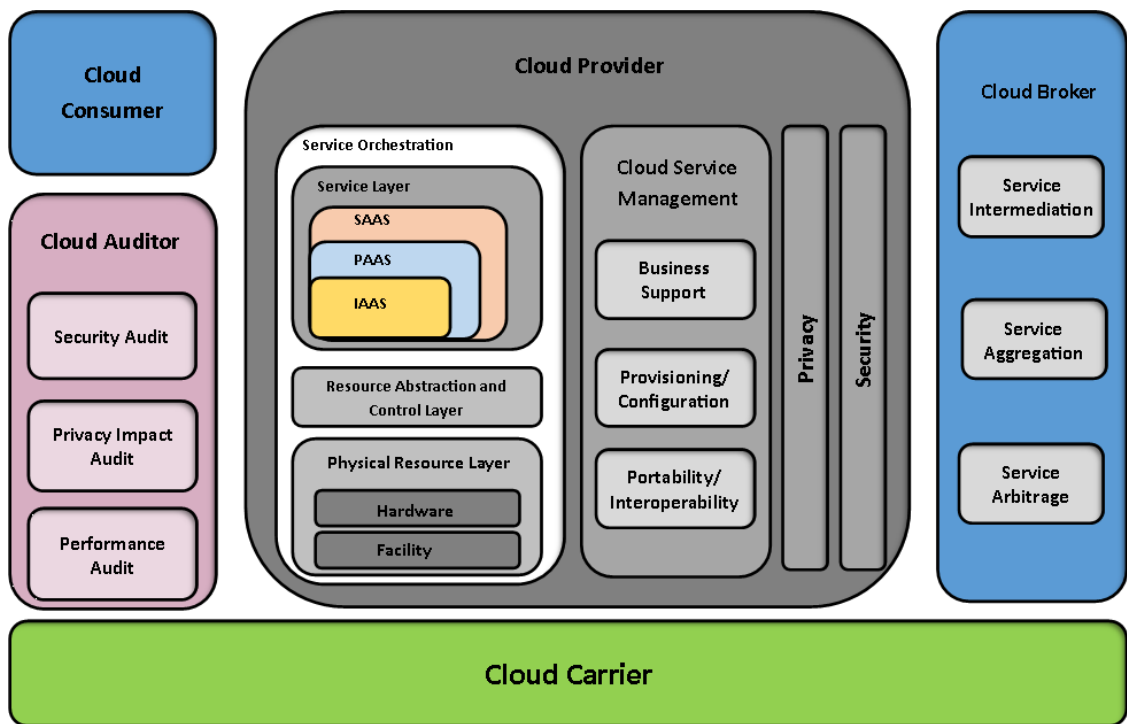 Cloud
Consumer
Cloud Auditor
Security Audit
Privacy Impact
Audit
Performance
Audit
Cloud Provider
Service Orchestration
Service Layer
SAAS
PAAS
IAAS
Resource Abstraction and
Control Layer
Physical Resource Layer
Hardware
Facility
Cloud Service
Management
Business
Support
Provisioning/
Configuration
Portability/
Interoperability
Privacy
Security
Cloud Broker
Service
Intermediation
Service
Aggregation
Service
Arbitrage
Cloud Carrier